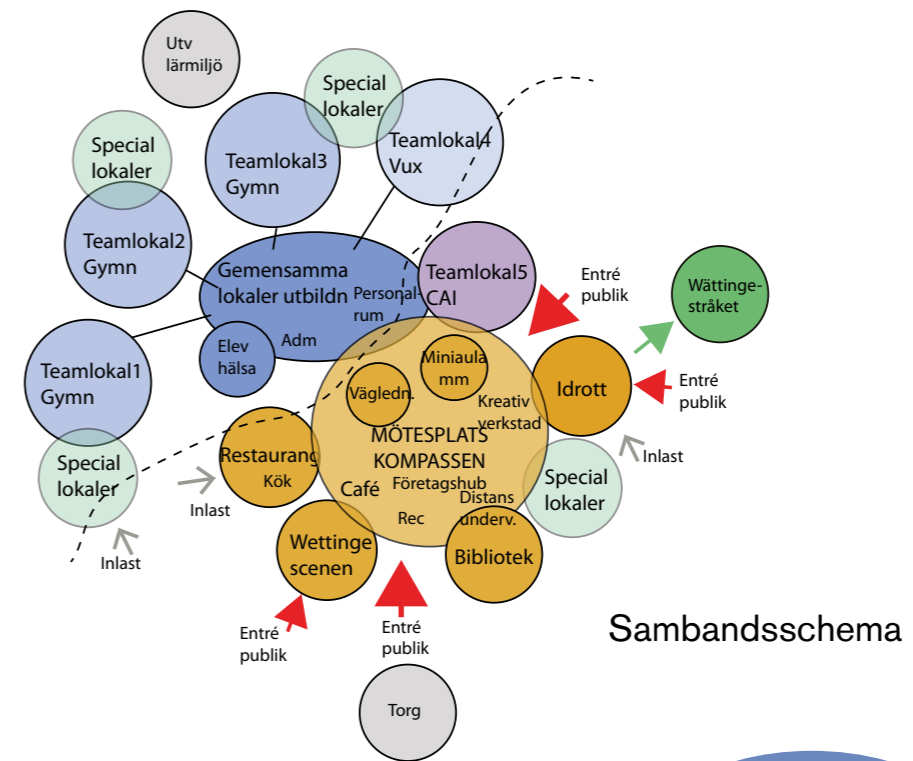 Utv
lärmiljö
Special
lokaler
Special
lokaler
Teamlokal3
Gymn
Teamlokal4
Vux
Teamlokal2
Gymn
Gemensamma
lokaler utbildn
Personal-
rum
Adm
Elev
hälsa
Teamlokal5
CAI
Entré
publik
Wättinge-
stråket
Teamlokal1
Gymn
Miniaula
mm
Vägledn.
Kreativ
verkstad
Idrott
Entré
publik
MÖTESPLATS
KOMPASSEN
Restaurang
Kök
Café
Företagshub
Distans
underv.
Rec
Special
lokaler
Inlast
Special
lokaler
Inlast
Inlast
Wettinge
scenen
Bibliotek
Entré
publik
Entré
publik
Sambandsschema
Torg